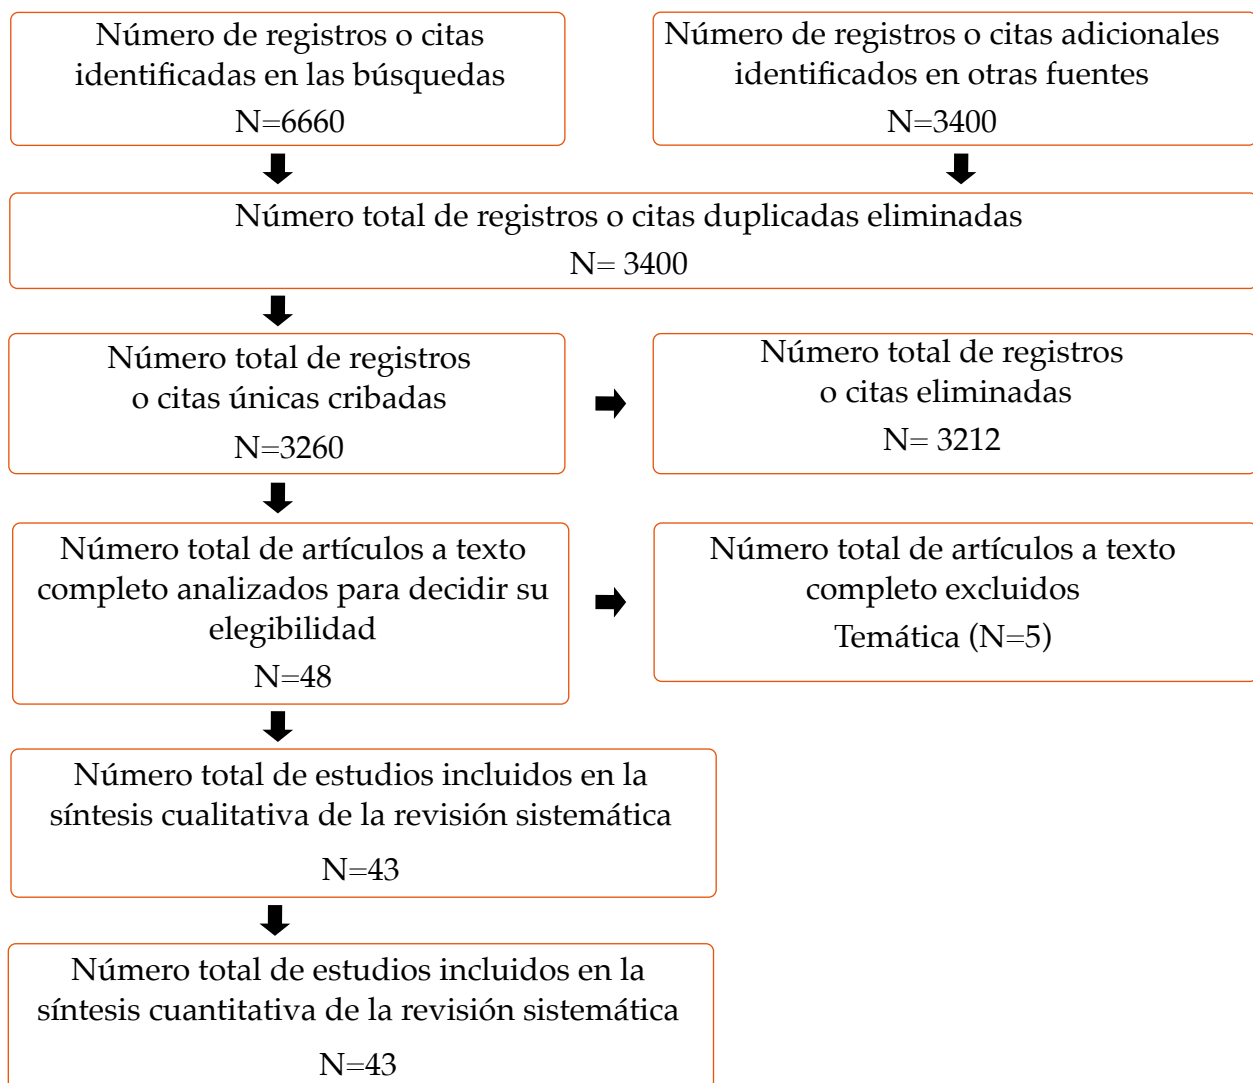 Número de registros o citas
identificadas en las búsquedas
N=6660
Número de registros o citas adicionales
identificados en otras fuentes
N=3400
Número total de registros o citas duplicadas eliminadas
N= 3400
Número total de registros
o citas únicas cribadas
N=3260
Número total de registros
o citas eliminadas
N= 3212
Número total de artículos a texto
completo analizados para decidir su
elegibilidad
N=48
Número total de artículos a texto
completo excluidos
Temática (N=5)
Número total de estudios incluidos en la
síntesis cualitativa de la revisión sistemática
N=43
Número total de estudios incluidos en la
síntesis cuantitativa de la revisión sistemática
N=43